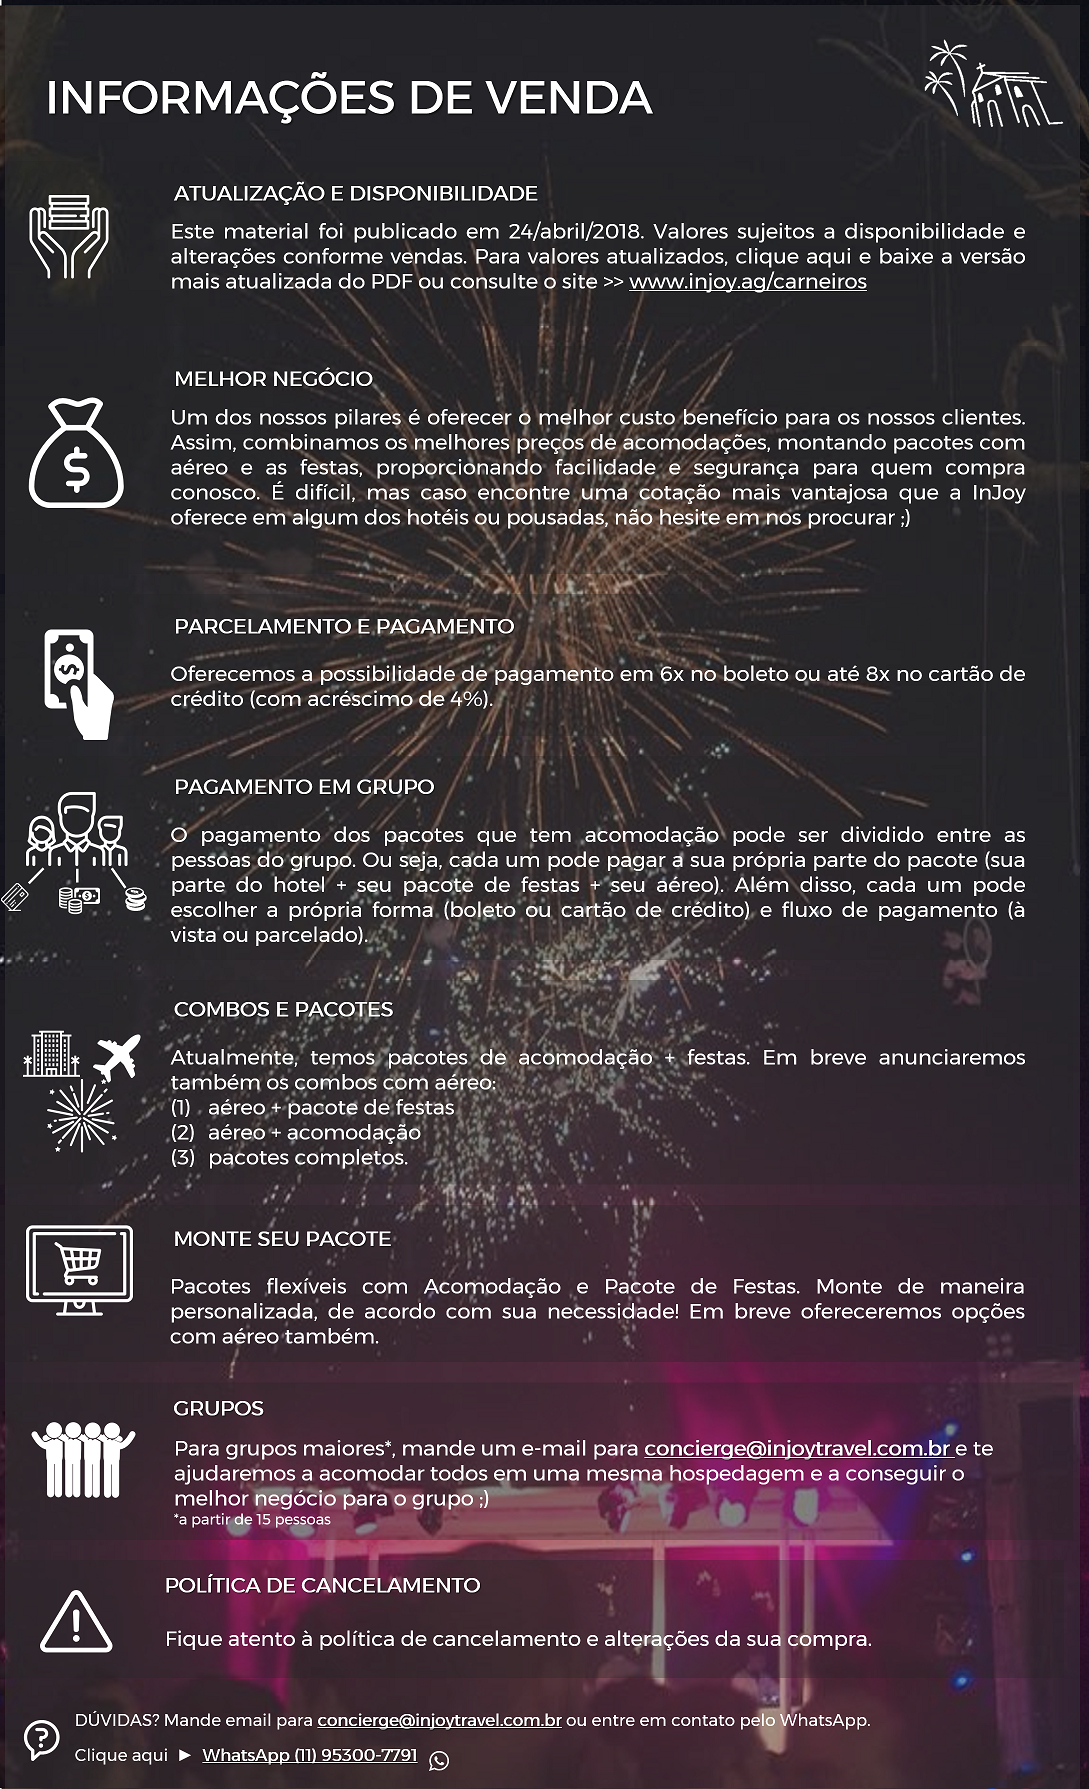 INFORMAÇÕES DE VENDA
ATUALIZAÇÃO E DISPONIBILIDADE
Este material foi publicado em 24/abril/2018. Valores sujeitos a disponibilidade e
alterações conforme vendas. Para valores atualizados, clique aqui e baixe a versão
mais atualizada do PDF ou consulte o site >> www.injoy.ag/carneiros
MELHOR NEGÓCIO
Um dos nossos pilares é oferecer o melhor custo benefício para os nossos clientes.
Assim, combinamos os melhores preços de acomodações, montando pacotes com
aéreo e as festas, proporcionando facilidade e segurança para quem compra
conosco. É difícil, mas caso encontre uma cotação mais vantajosa que a InJoy
oferece em algum dos hotéis ou pousadas, não hesite em nos procurar ;)
PARCELAMENTO E PAGAMENTO
Oferecemos a possibilidade de pagamento em 6x no boleto ou até 8x no cartão de
crédito (com acréscimo de 4%).
PAGAMENTO EM GRUPO
O pagamento dos pacotes que tem acomodação pode ser dividido entre as
pessoas do grupo. Ou seja, cada um pode pagar a sua própria parte do pacote (sua
parte do hotel + seu pacote de festas + seu aéreo). Além disso, cada um pode
escolher a própria forma (boleto ou cartão de crédito) e fluxo de pagamento (à
vista ou parcelado).
COMBOS E PACOTES
Atualmente, temos pacotes de acomodação + festas. Em breve anunciaremos
também os combos com aéreo:
(1) aéreo + pacote de festas
(2) aéreo + acomodação
(3) pacotes completos.
MONTE SEU PACOTE
Pacotes flexíveis com Acomodação e Pacote de Festas. Monte de maneira
personalizada, de acordo com sua necessidade! Em breve ofereceremos opções
com aéreo também.
GRUPOS
Para grupos maiores*, mande um e-mail para concierge@injoytravel.com.br e te
ajudaremos a acomodar todos em uma mesma hospedagem e a conseguir o
melhor negócio para o grupo ;)
*a partir de 15 pessoas
POLÍTICA DE CANCELAMENTO
Fique atento à política de cancelamento e alterações da sua compra.
DÚVIDAS? Mande email para concierge@injoytravel.com.br ou entre em contato pelo WhatsApp.
Clique aqui ► WhatsApp (11) 95300-7791